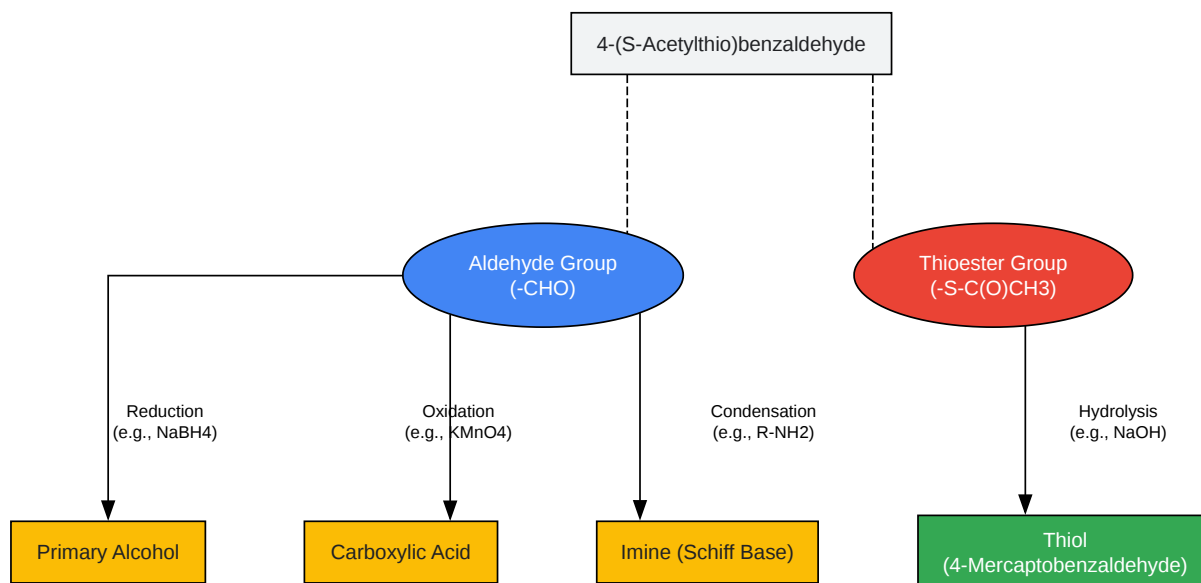 4-(S-Acetylthio)benzaldehyde
Aldehyde Group
(-CHO)
Thioester Group
(-S-C(O)CH3)
Reduction
(e.g., NaBH4)
Oxidation
(e.g., KMnO4)
Condensation
(e.g., R-NH2)
Hydrolysis
(e.g., NaOH)
Primary Alcohol
Carboxylic Acid
Imine (Schiff Base)
Thiol
(4-Mercaptobenzaldehyde)